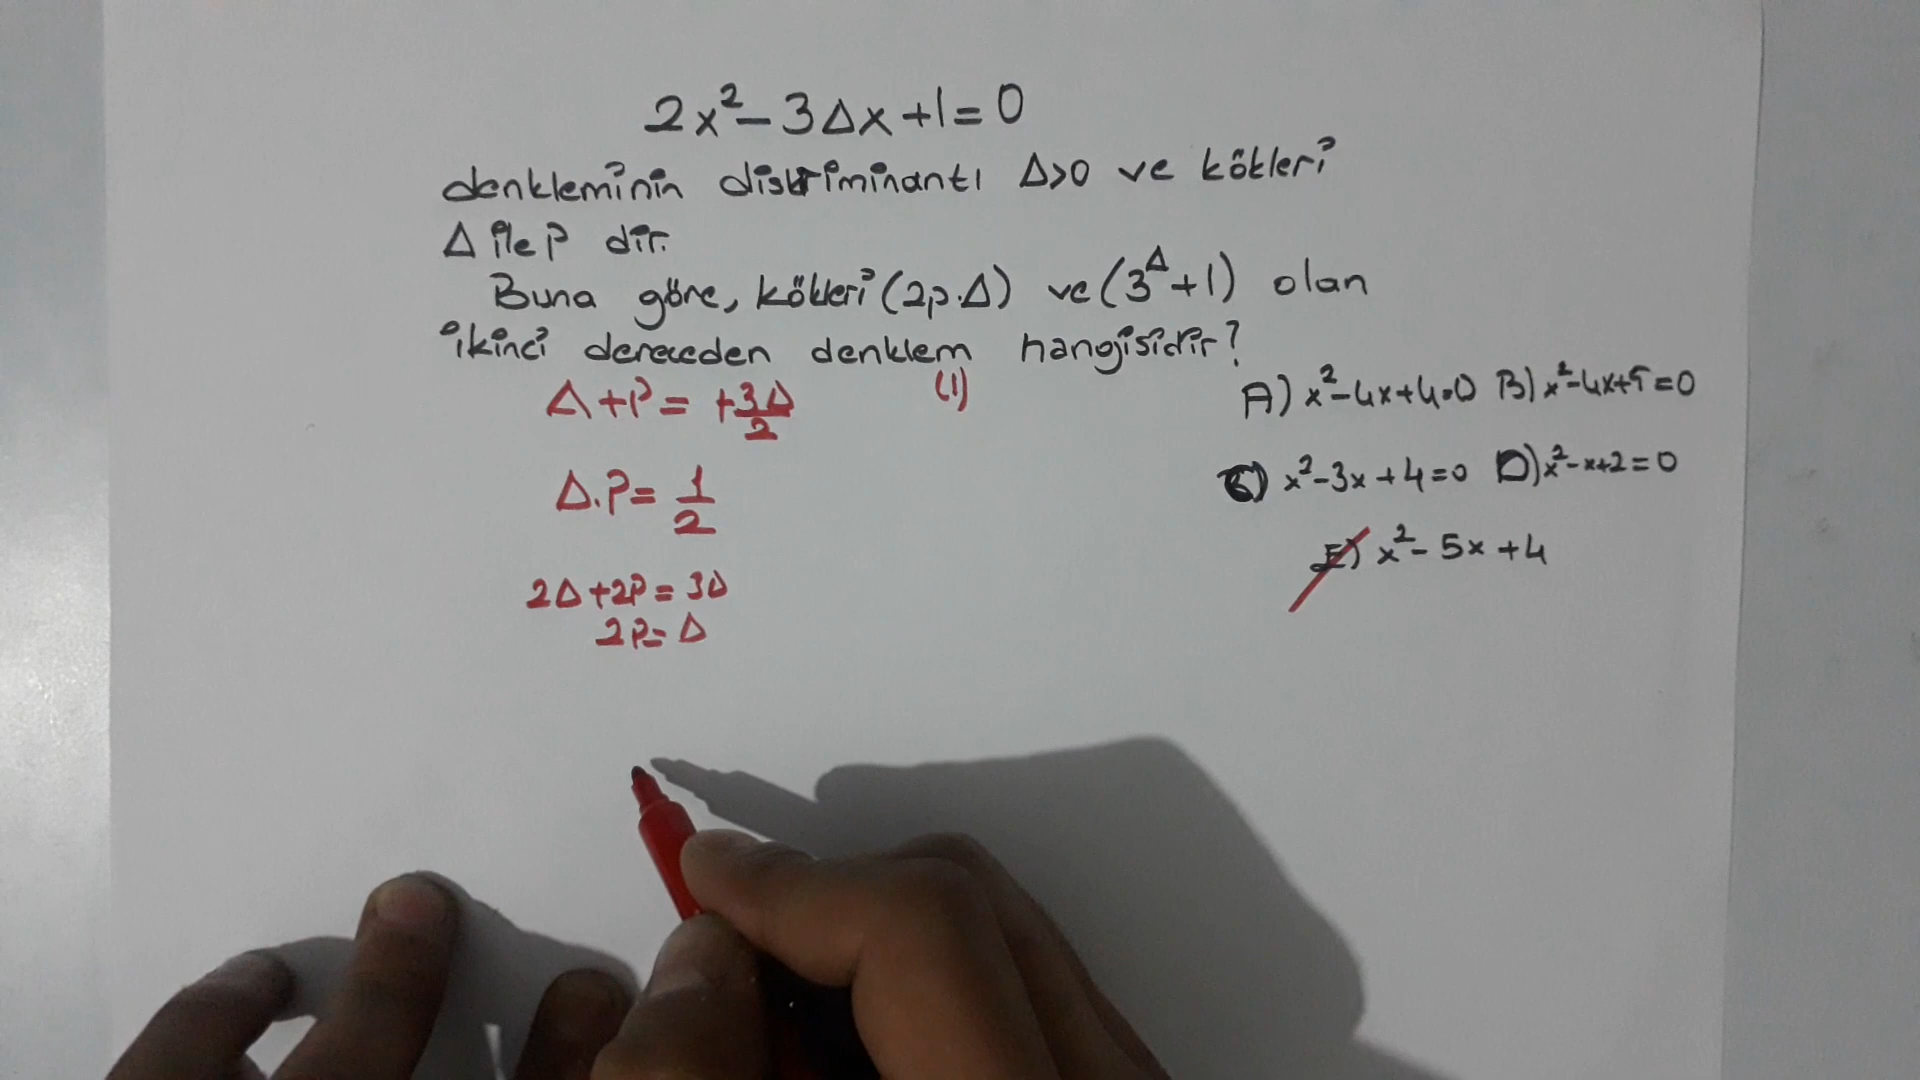 2x²-3Δx+1=0
denkleminin diskriminantı Δ>0 ve kökleri
Δ ile P dir.
Buna göre, kökleri (2p.Δ) ve (3^Δ+1) olan
ikinci dereceden denklem hangisidir?
(1)
Δ+P= +3Δ/2
Δ.P= 1/2
2Δ+2P= 3Δ
2P= Δ
A) x²-4x+4=0 B) x²-4x+5=0
C) x²-3x+4=0 D) x²-x+2=0
E) x²-5x+4